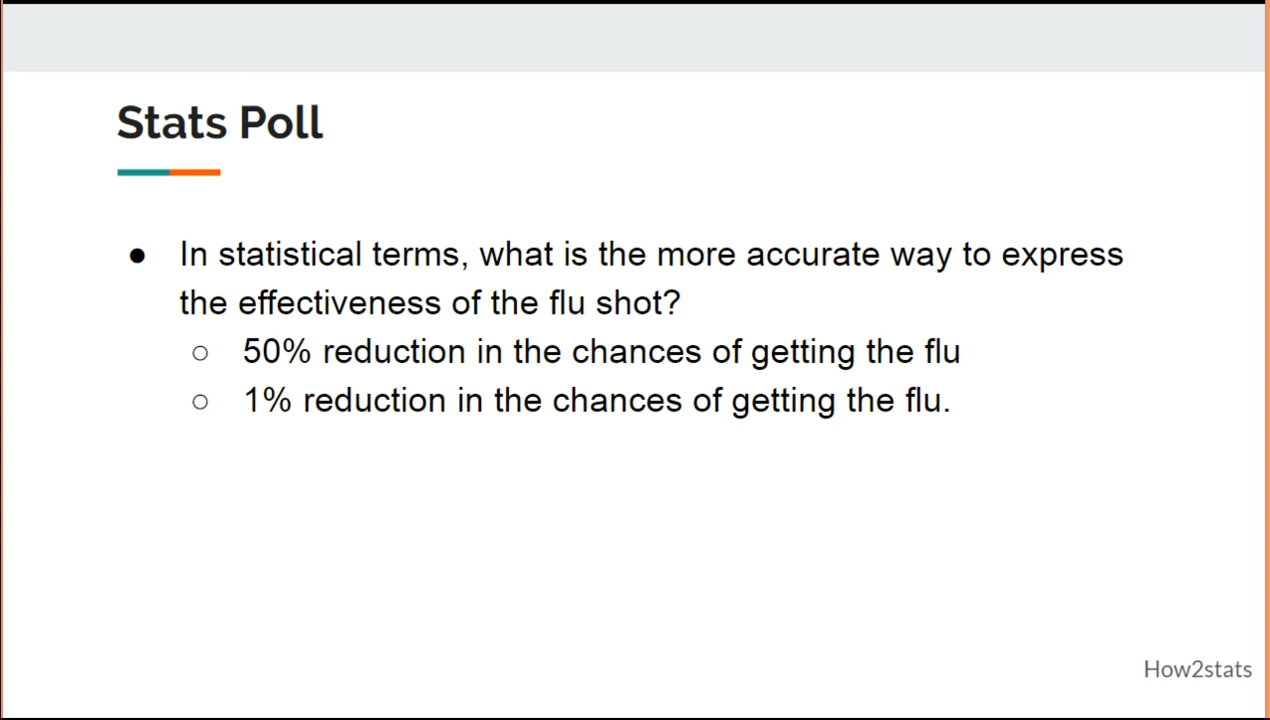 Stats Poll
● In statistical terms, what is the more accurate way to express
the effectiveness of the flu shot?
○ 50% reduction in the chances of getting the flu
○ 1% reduction in the chances of getting the flu.
How2stats